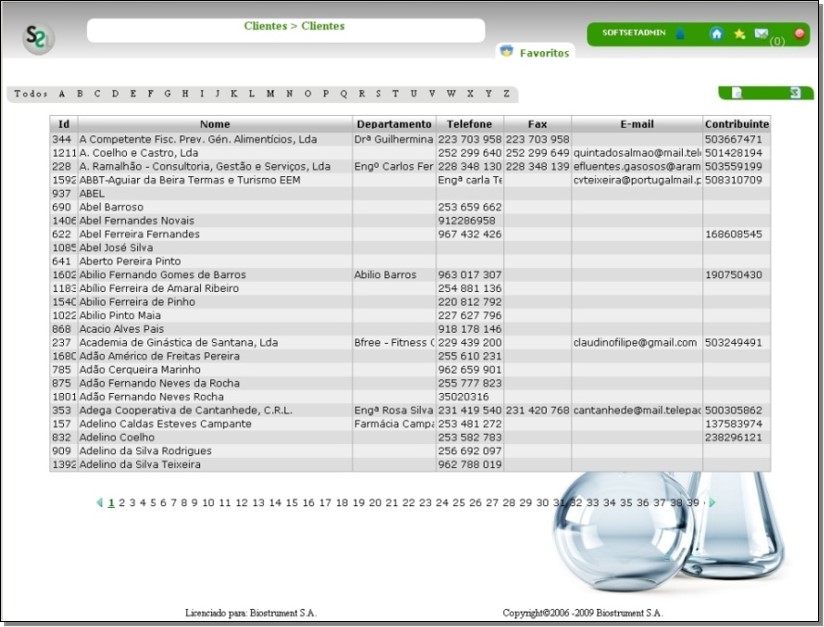 Clientes > Clientes
SOFTSETADMIN
(0)
Favoritos
Todos A B C D E F G H I J K L M N O P Q R S T U V W X Y Z
Id Nome Departamento Telefone Fax E-mail Contribuinte
344 A Competente Fisc. Prev. Gén. Alimentícios, Lda Drª Guilhermina 223 703 958 223 703 958 503667471
1211 A. Coelho e Castro, Lda 252 299 640 252 299 649 quintadosalmao@mail.tel 501428194
228 A. Ramalhão - Consultoria, Gestão e Serviços, Lda Engº Carlos Fer 228 348 130 228 348 139 efluentes.gasosos@aram 503559199
1592 ABBT-Aguiar da Beira Termas e Turismo EEM Engª carla Te cvteixeira@portugalmail.p 508310709
937 ABEL
690 Abel Barroso 253 659 662
1406 Abel Fernandes Novais 912286958
622 Abel Ferreira Fernandes 967 432 426 168608545
1085 Abel José Silva
641 Aberto Pereira Pinto
1602 Abilio Fernando Gomes de Barros Abilio Barros 963 017 307 190750430
1183 Abílio Ferreira de Amaral Ribeiro 254 881 136
1540 Abílio Ferreira de Pinho 220 812 792
1022 Abilio Pinto Maia 227 627 796
868 Acacio Alves Pais 918 178 146
237 Academia de Ginástica de Santana, Lda Bfree - Fitness C 229 439 200 claudinofilipe@gmail.com 503249491
1680 Adão Américo de Freitas Pereira 255 610 231
785 Adão Cerqueira Marinho 962 659 901
875 Adão Fernando Neves da Rocha 255 777 823
1801 Adão Fernando Neves Rocha 35020316
353 Adega Cooperativa de Cantanhede, C.R.L. Engª Rosa Silva 231 419 540 231 420 768 cantanhede@mail.telepac 500305862
157 Adelino Caldas Esteves Campante Farmácia Campa 253 481 272 137583974
832 Adelino Coelho 253 582 783 238296121
909 Adelino da Silva Rodrigues 256 692 097
1392 Adelino da Silva Teixeira 962 788 019
1 2 3 4 5 6 7 8 9 10 11 12 13 14 15 16 17 18 19 20 21 22 23 24 25 26 27 28 29 30 31 32 33 34 35 36 37 38 39
Licenciado para: Biostrument S.A. Copyright©2006 -2009 Biostrument S.A.